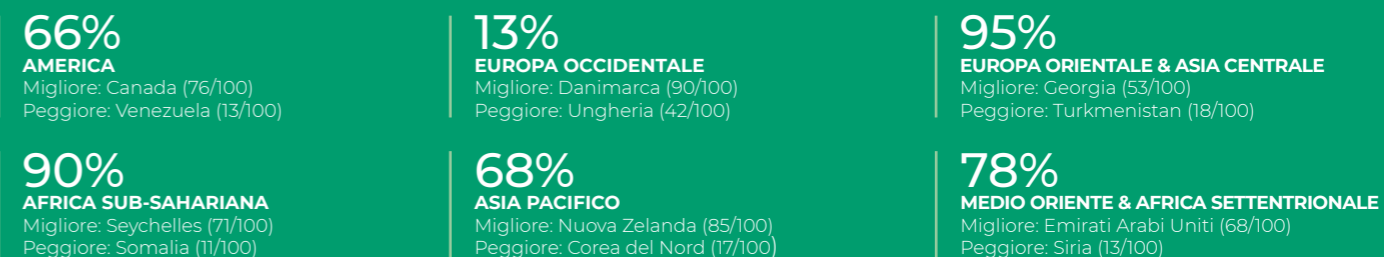 66%
AMERICA
Migliore: Canada (76/100)
Peggiore: Venezuela (13/100)
13%
EUROPA OCCIDENTALE
Migliore: Danimarca (90/100)
Peggiore: Ungheria (42/100)
95%
EUROPA ORIENTALE & ASIA CENTRALE
Migliore: Georgia (53/100)
Peggiore: Turkmenistan (18/100)
90%
AFRICA SUB-SAHARIANA
Migliore: Seychelles (71/100)
Peggiore: Somalia (11/100)
68%
ASIA PACIFICO
Migliore: Nuova Zelanda (85/100)
Peggiore: Corea del Nord (17/100)
78%
MEDIO ORIENTE & AFRICA SETTENTRIONALE
Migliore: Emirati Arabi Uniti (68/100)
Peggiore: Siria (13/100)